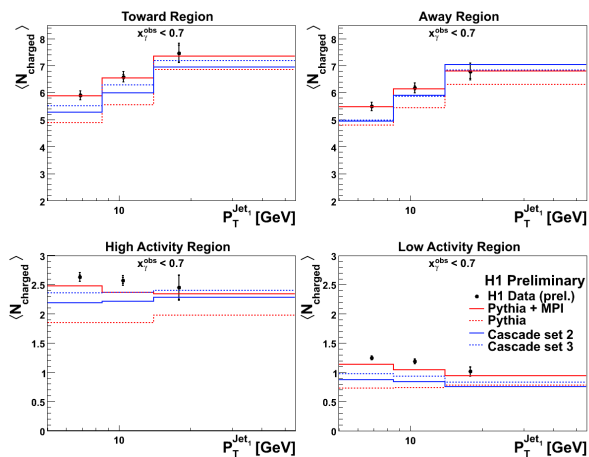 Toward Region
x_γ^obs < 0.7
⟨N_charged⟩
8
7
6
5
4
3
2
10
P_T^Jet_1 [GeV]
Away Region
x_γ^obs < 0.7
⟨N_charged⟩
8
7
6
5
4
3
2
10
P_T^Jet_1 [GeV]
High Activity Region
x_γ^obs < 0.7
⟨N_charged⟩
3
2.5
2
1.5
1
0.5
0
10
P_T^Jet_1 [GeV]
Low Activity Region
x_γ^obs < 0.7
⟨N_charged⟩
3
2.5
2
1.5
1
0.5
0
10
P_T^Jet_1 [GeV]
H1 Preliminary
H1 Data (prel.)
Pythia + MPI
Pythia
Cascade set 2
Cascade set 3